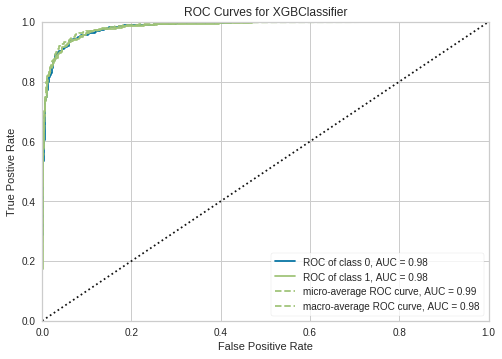 ROC Curves for XGBClassifier
1.0
0.8
0.6
0.4
0.2
0.0
True Postive Rate
ROC of class 0, AUC = 0.98
ROC of class 1, AUC = 0.98
micro-average ROC curve, AUC = 0.99
macro-average ROC curve, AUC = 0.98
0.0 0.2 0.4 0.6 0.8 1.0
False Positive Rate